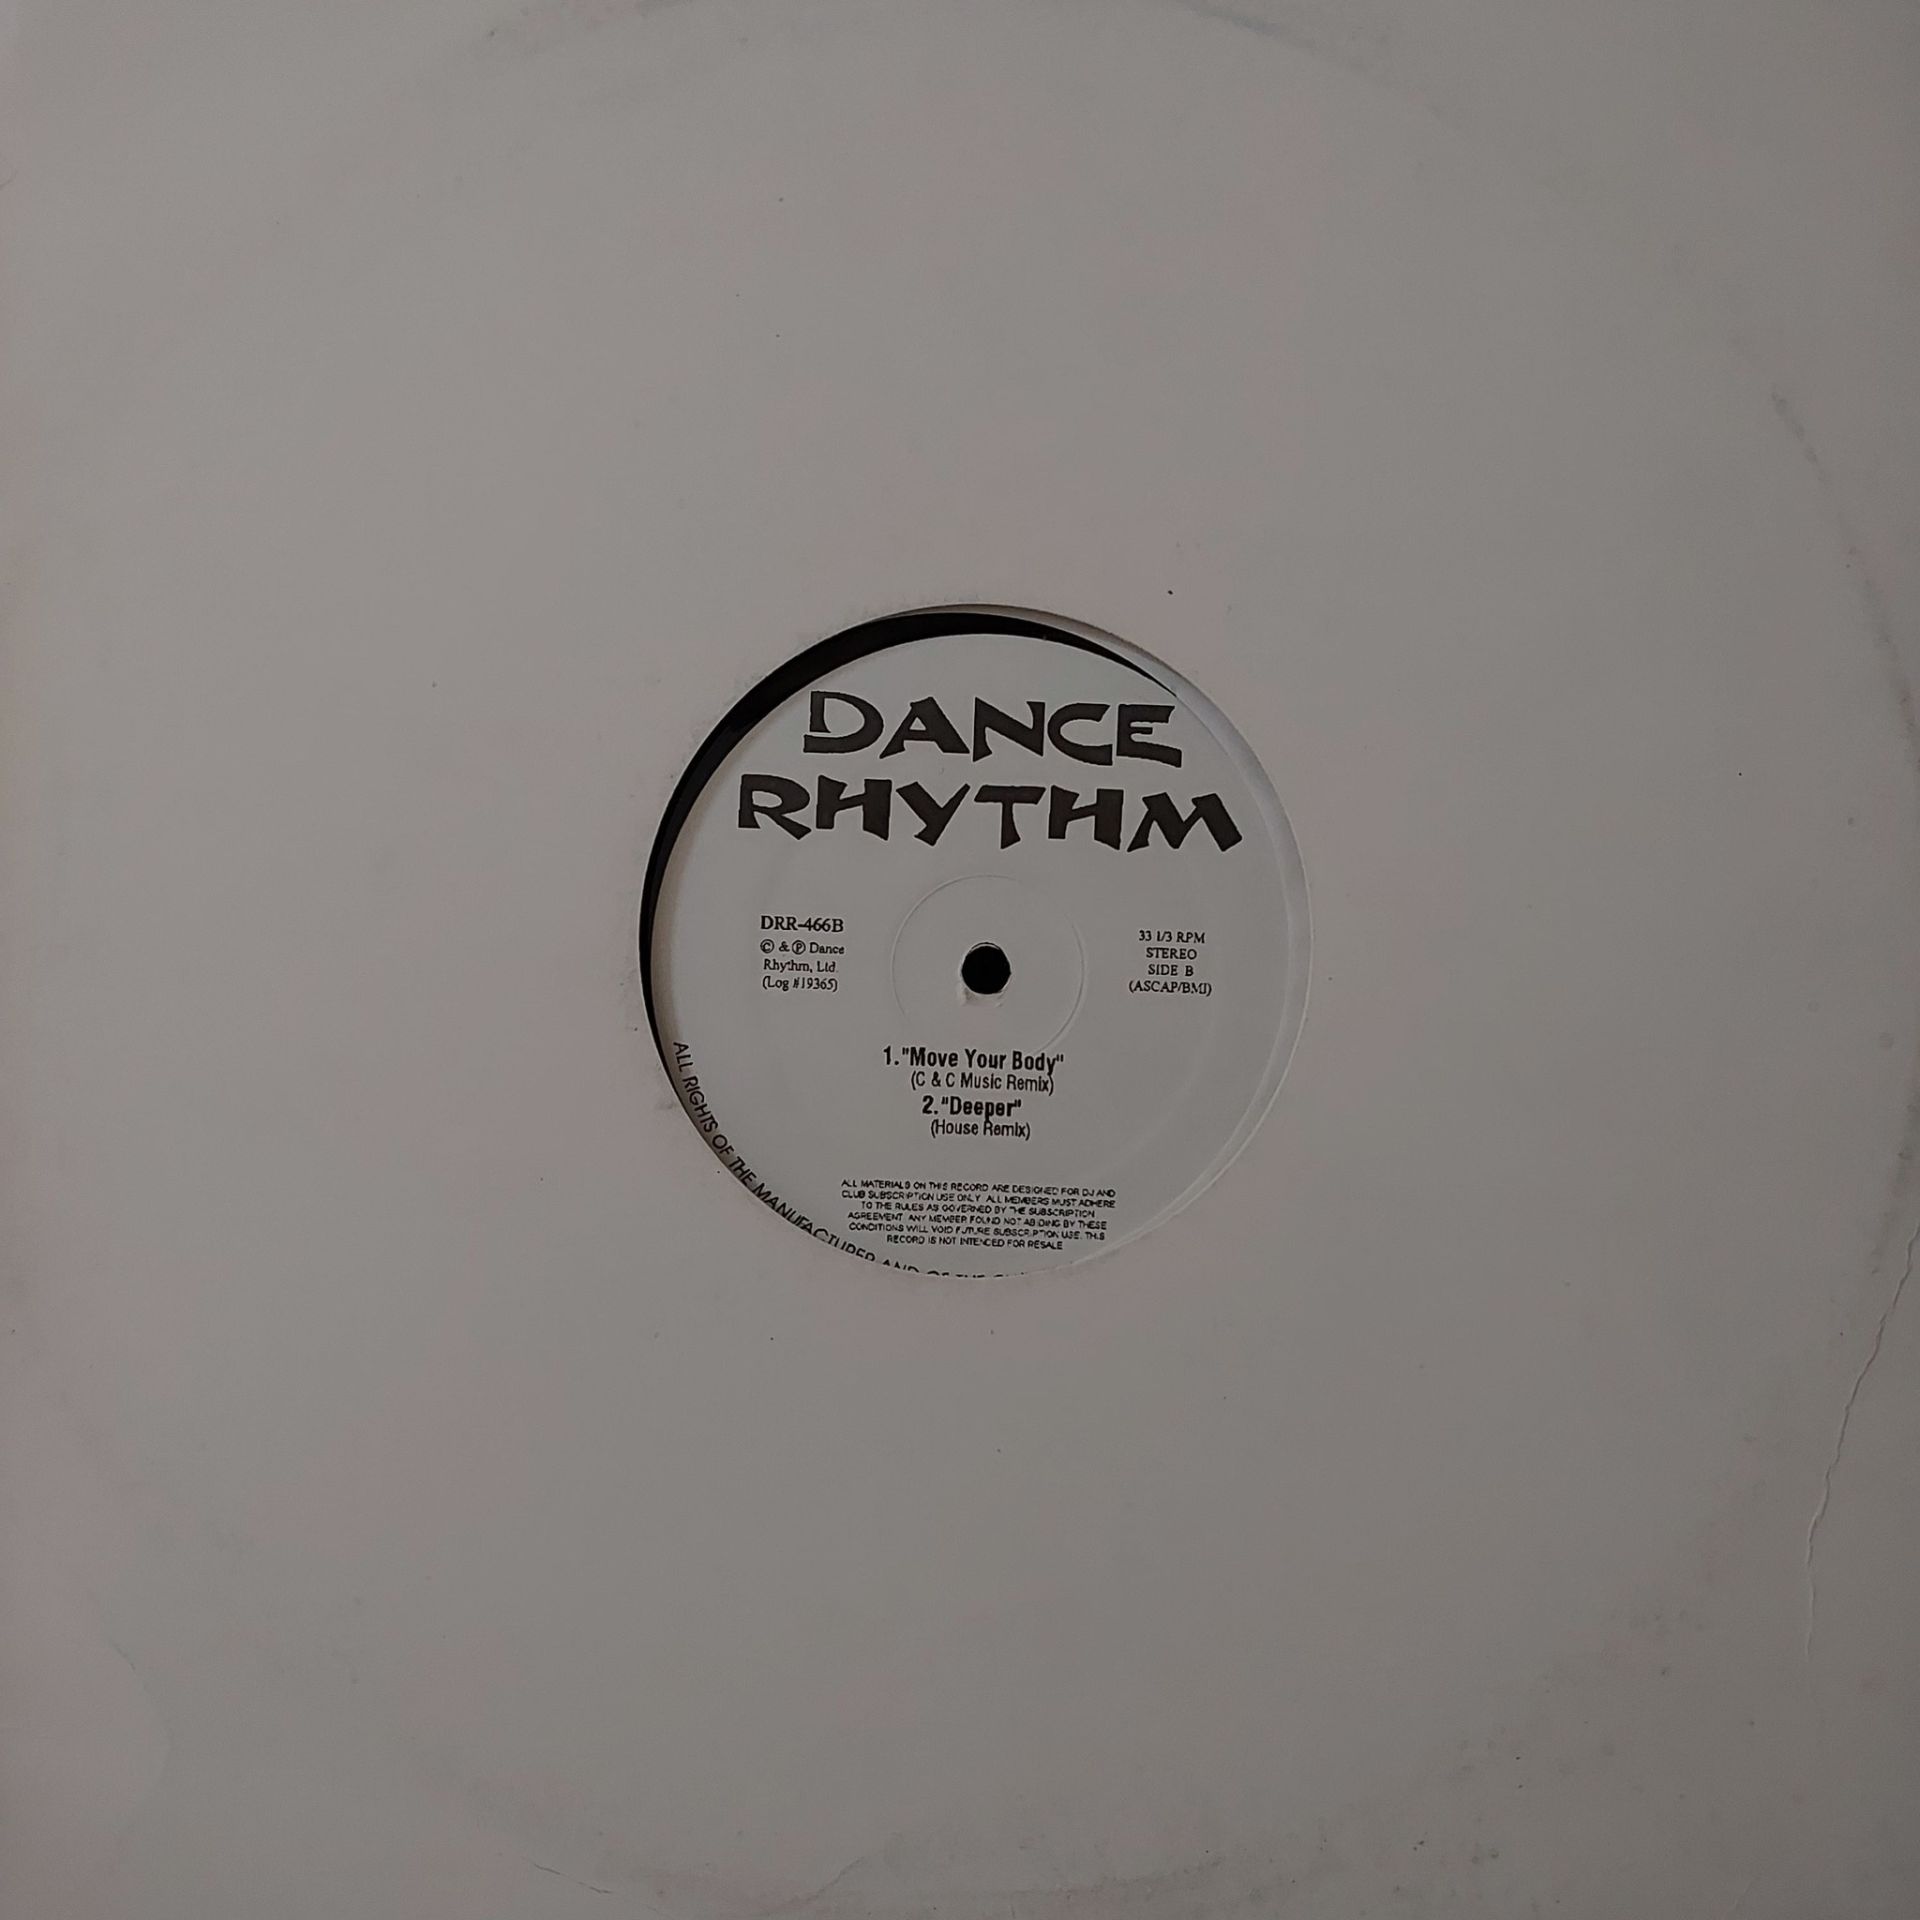 DANCE
RHYTHM
DRR-466B
© & ℗ Dance
Rhythm, Ltd.
(Log #19365)
33 1/3 RPM
STEREO
SIDE B
(ASCAP/BMI)
1."Move Your Body"
(C & C Music Remix)
2."Deeper"
(House Remix)
ALL MATERIALS ON THIS RECORD ARE DESIGNED FOR DJ AND
CLUB SUBSCRIPTION USE ONLY. ALL MEMBERS MUST ADHERE
TO THE RULES AS GOVERNED BY THE SUBSCRIPTION
AGREEMENT. ANY MEMBER FOUND NOT ABIDING BY THESE
CONDITIONS WILL VOID FUTURE SUBSCRIPTION USE. THIS
RECORD IS NOT INTENDED FOR RESALE
ALL RIGHTS OF THE MANUFACTURER AND OF THE